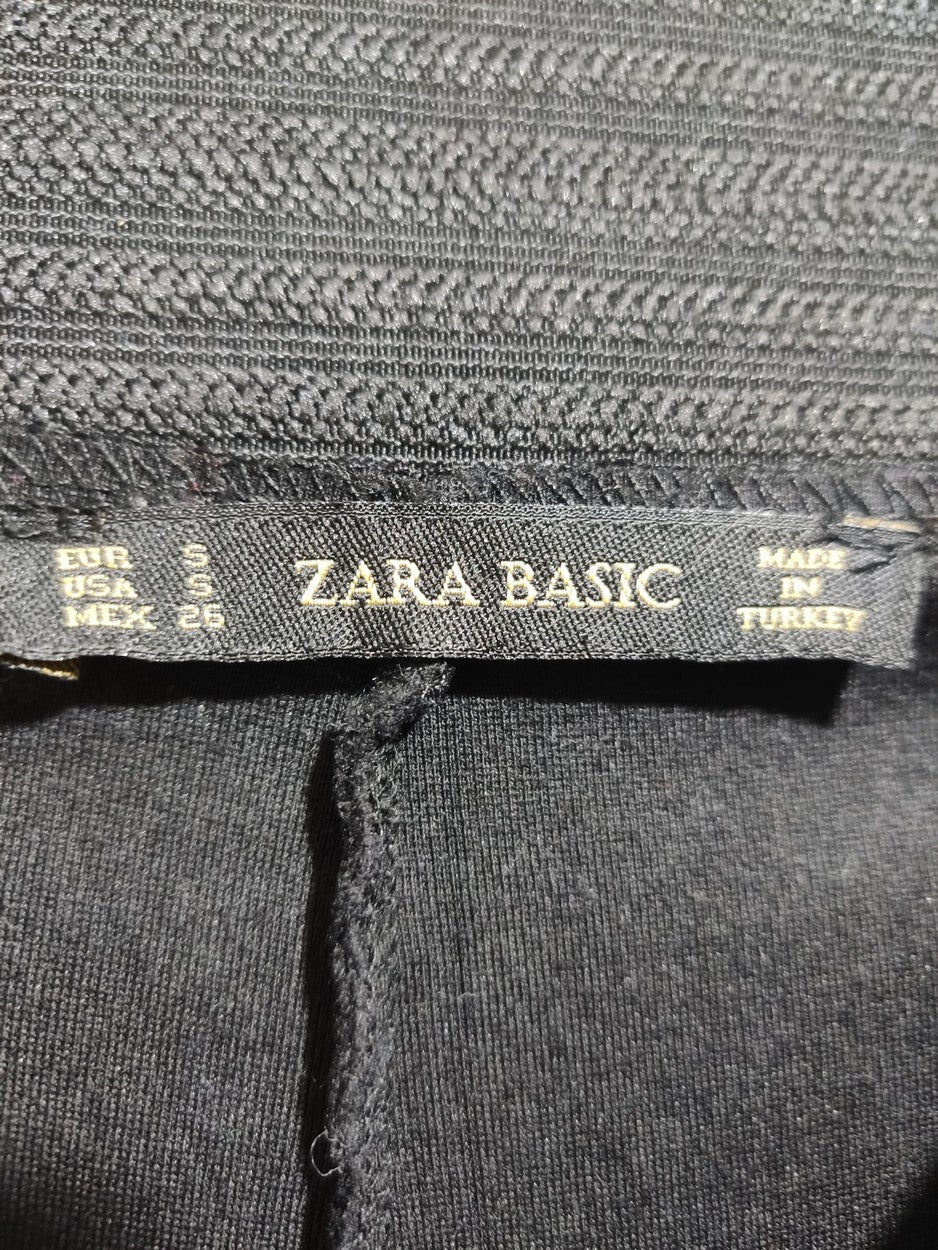 EUR S
USA S
MEX 26
ZARA BASIC
MADE
IN
TURKEY